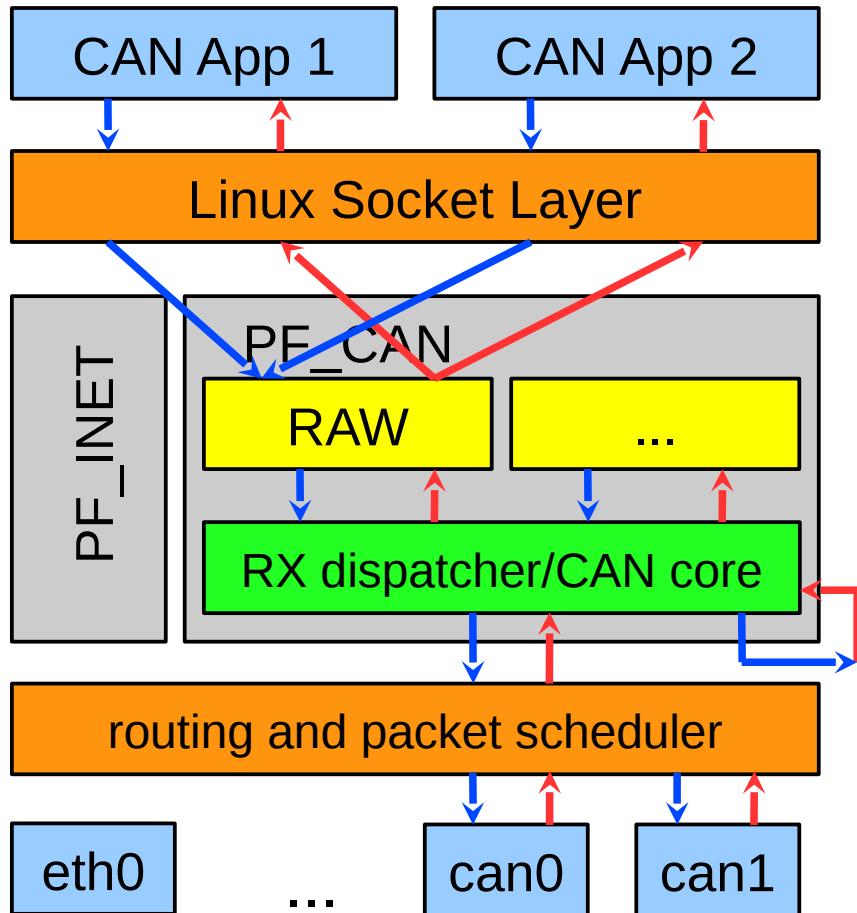 CAN App 1
CAN App 2
Linux Socket Layer
PF_INET
PF_CAN
RAW
...
RX dispatcher/CAN core
routing and packet scheduler
eth0
...
can0
can1